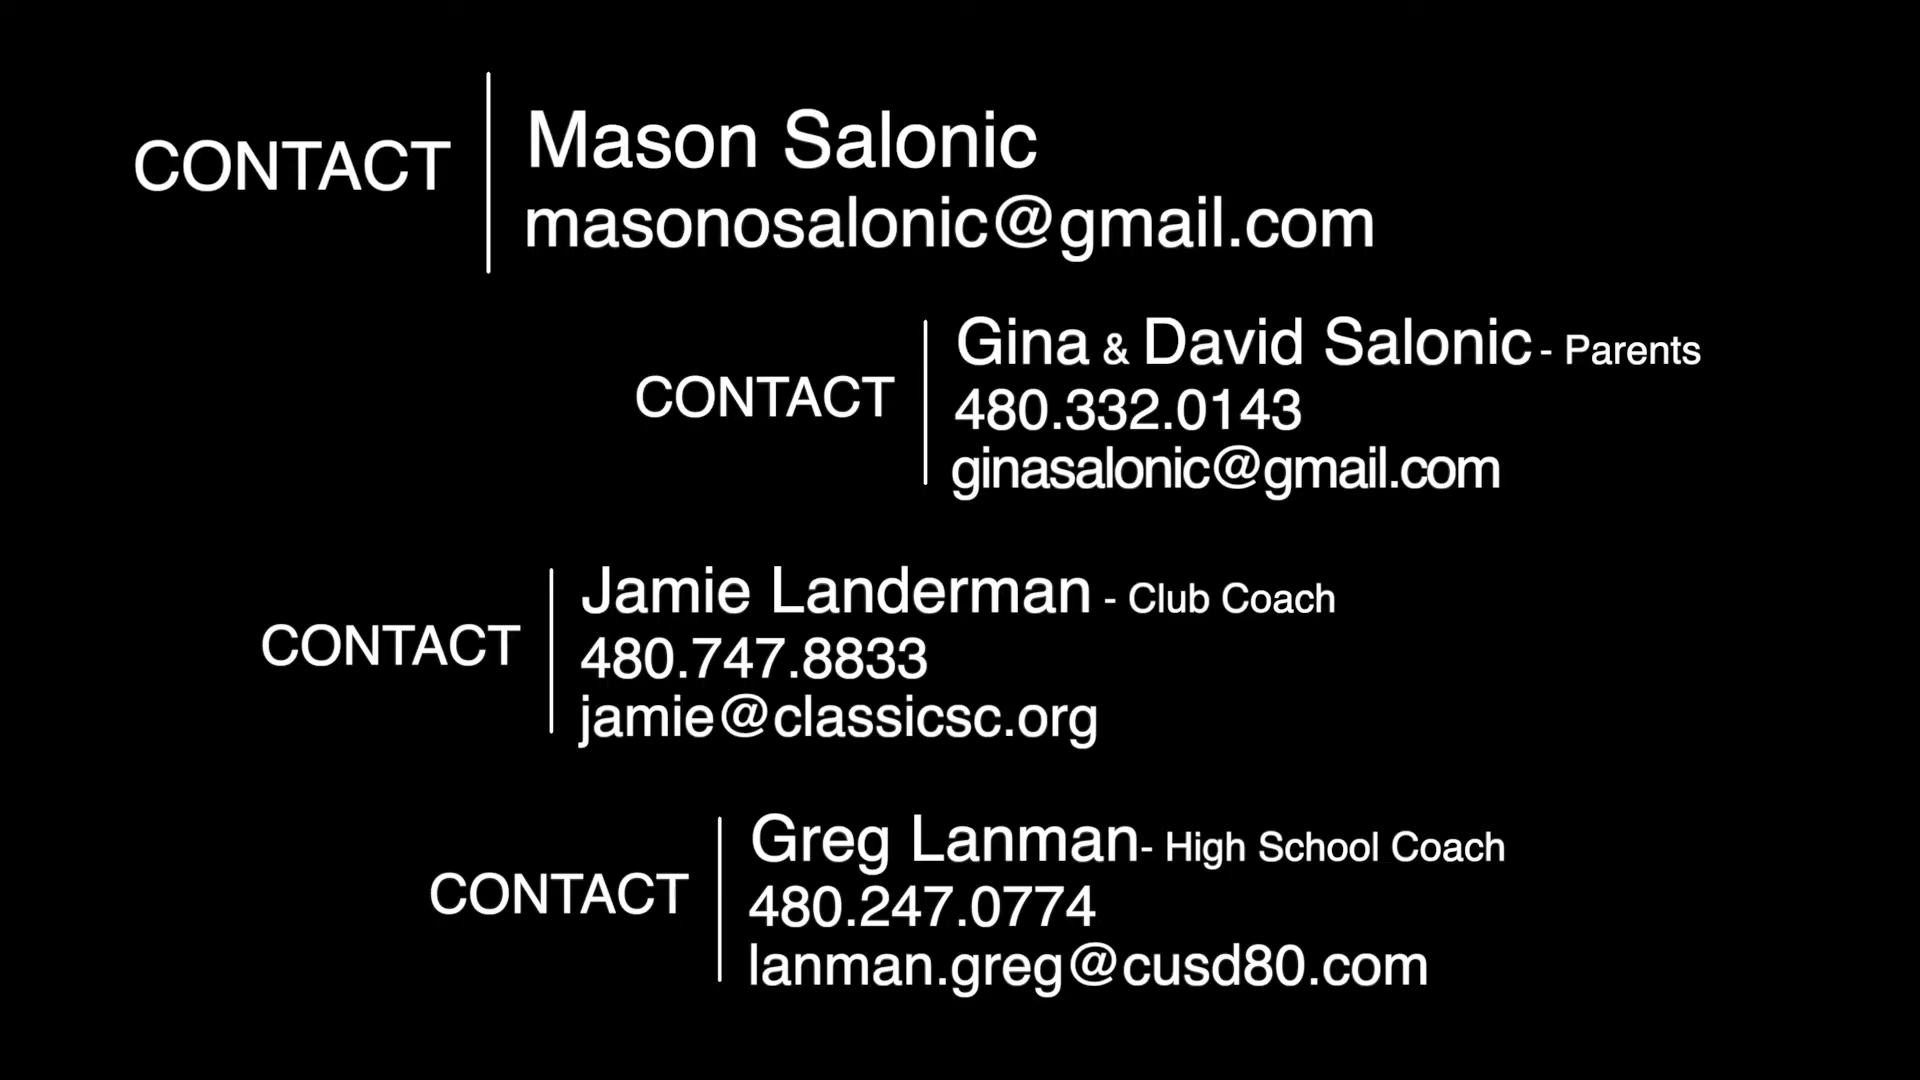 CONTACT
Mason Salonic
masonosalonic@gmail.com
CONTACT
Gina & David Salonic - Parents
480.332.0143
ginasalonic@gmail.com
CONTACT
Jamie Landerman - Club Coach
480.747.8833
jamie@classicsc.org
CONTACT
Greg Lanman- High School Coach
480.247.0774
lanman.greg@cusd80.com